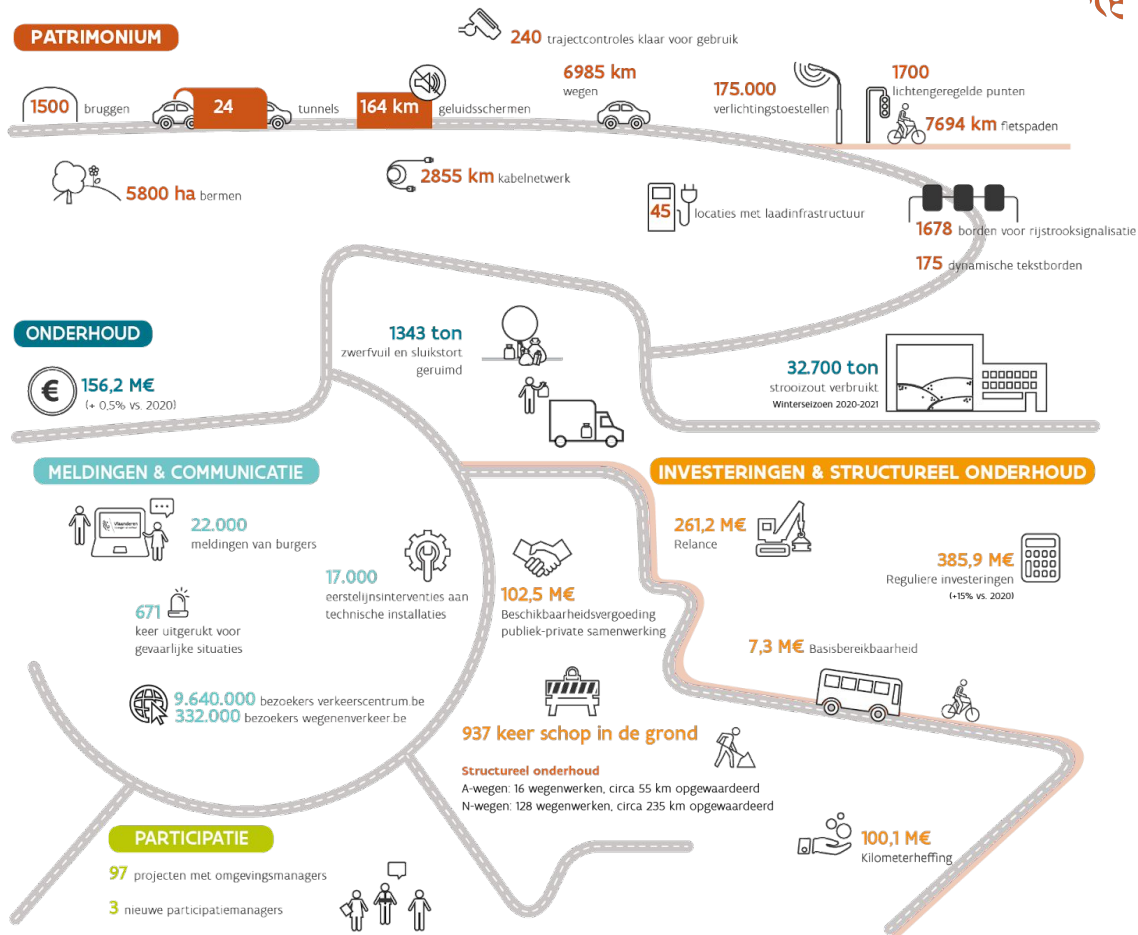 PATRIMONIUM
240 trajectcontroles klaar voor gebruik
1500 bruggen
24 tunnels
164 km geluidsschermen
6985 km
wegen
175.000
verlichtingstoestellen
1700
lichtengeregelde punten
7694 km fietspaden
5800 ha bermen
2855 km kabelnetwerk
45 locaties met laadinfrastructuur
1678 borden voor rijstrooksignalisatie
175 dynamische tekstborden
ONDERHOUD
€ 156,2 M€
(+ 0,5% vs. 2020)
1343 ton
zwerfvuil en sluikstort
geruimd
32.700 ton
strooizout verbruikt
Winterseizoen 2020-2021
MELDINGEN & COMMUNICATIE
Vlaanderen
22.000
meldingen van burgers
17.000
eerstelijnsinterventies aan
technische installaties
671
keer uitgerukt voor
gevaarlijke situaties
9.640.000 bezoekers verkeerscentrum.be
332.000 bezoekers wegenenverkeer.be
INVESTERINGEN & STRUCTUREEL ONDERHOUD
261,2 M€
Relance
385,9 M€
Reguliere investeringen
(+15% vs. 2020)
102,5 M€
Beschikbaarheidsvergoeding
publiek-private samenwerking
7,3 M€ Basisbereikbaarheid
937 keer schop in de grond
Structureel onderhoud
A-wegen: 16 wegenwerken, circa 55 km opgewaardeerd
N-wegen: 128 wegenwerken, circa 235 km opgewaardeerd
100,1 M€
Kilometerheffing
PARTICIPATIE
97 projecten met omgevingsmanagers
3 nieuwe participatiemanagers